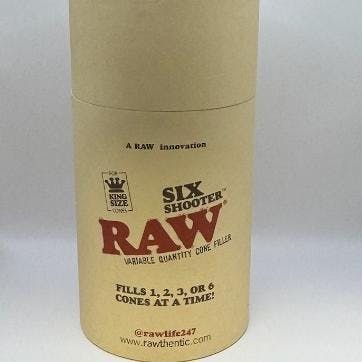 A RAW innovation
FOR
KING
SIZE
CONES
SIX
SHOOTER™
RAW®
VARIABLE QUANTITY CONE FILLER
FILLS 1, 2, 3, OR 6
CONES AT A TIME!
@rawlife247
www.rawthentic.com